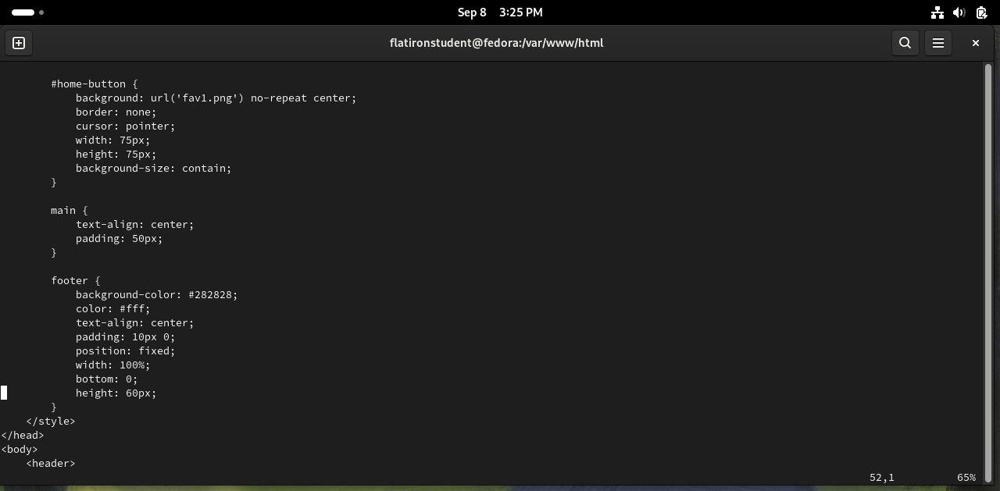 Sep 8 3:25 PM
flatironstudent@fedora:/var/www/html
#home-button {
background: url('fav1.png') no-repeat center;
border: none;
cursor: pointer;
width: 75px;
height: 75px;
background-size: contain;
}
main {
text-align: center;
padding: 50px;
}
footer {
background-color: #282828;
color: #fff;
text-align: center;
padding: 10px 0;
position: fixed;
width: 100%;
bottom: 0;
height: 60px;
}
</style>
</head>
<body>
<header>
52,1 65%